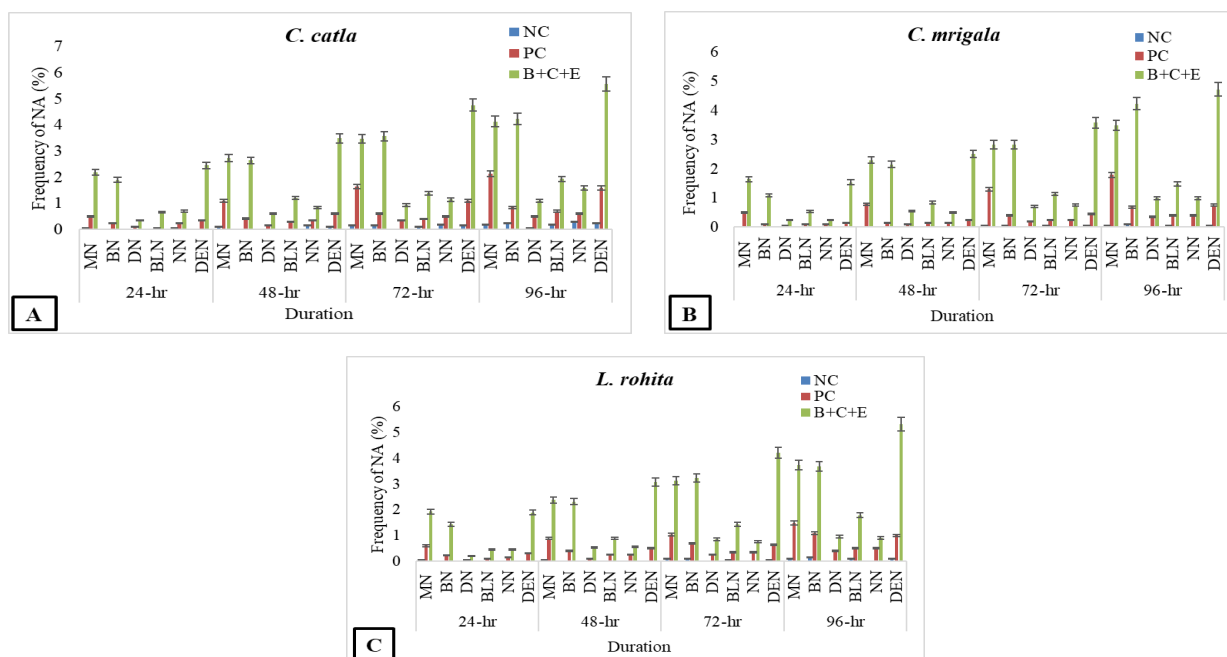 C. catla
NC
PC
B+C+E
Frequency of NA (%)
7
6
5
4
3
2
1
0
MN BN DN BLN NN DEN MN BN DN BLN NN DEN MN BN DN BLN NN DEN MN BN DN BLN NN DEN
24-hr 48-hr 72-hr 96-hr
Duration
A
C. mrigala
NC
PC
B+C+E
Frequency of NA (%)
6
5
4
3
2
1
0
MN BN DN BLN NN DEN MN BN DN BLN NN DEN MN BN DN BLN NN DEN MN BN DN BLN NN DEN
24-hr 48-hr 72-hr 96-hr
Duration
B
L. rohita
NC
PC
B+C+E
Frequency of NA (%)
6
5
4
3
2
1
0
MN BN DN BLN NN DEN MN BN DN BLN NN DEN MN BN DN BLN NN DEN MN BN DN BLN NN DEN
24-hr 48-hr 72-hr 96-hr
Duration
C